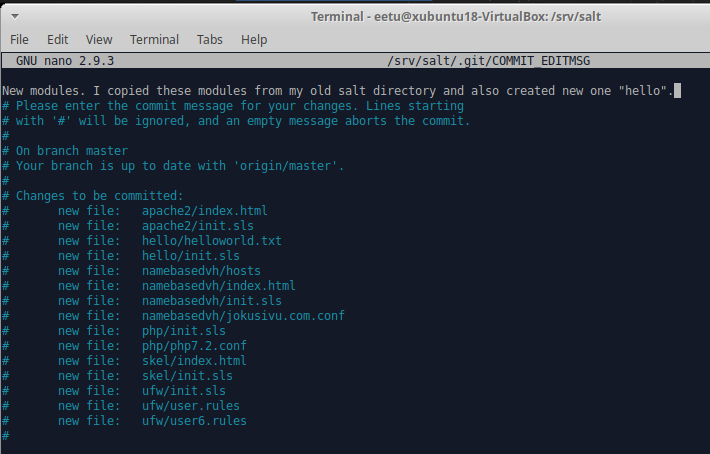 Terminal - eetu@xubuntu18-VirtualBox: /srv/salt
File Edit View Terminal Tabs Help
GNU nano 2.9.3 /srv/salt/.git/COMMIT_EDITMSG
New modules. I copied these modules from my old salt directory and also created new one "hello".
# Please enter the commit message for your changes. Lines starting
# with '#' will be ignored, and an empty message aborts the commit.
#
# On branch master
# Your branch is up to date with 'origin/master'.
#
# Changes to be committed:
# new file: apache2/index.html
# new file: apache2/init.sls
# new file: hello/helloworld.txt
# new file: hello/init.sls
# new file: namebasedvh/hosts
# new file: namebasedvh/index.html
# new file: namebasedvh/init.sls
# new file: namebasedvh/jokusivu.com.conf
# new file: php/init.sls
# new file: php/php7.2.conf
# new file: skel/index.html
# new file: skel/init.sls
# new file: ufw/init.sls
# new file: ufw/user.rules
# new file: ufw/user6.rules
#